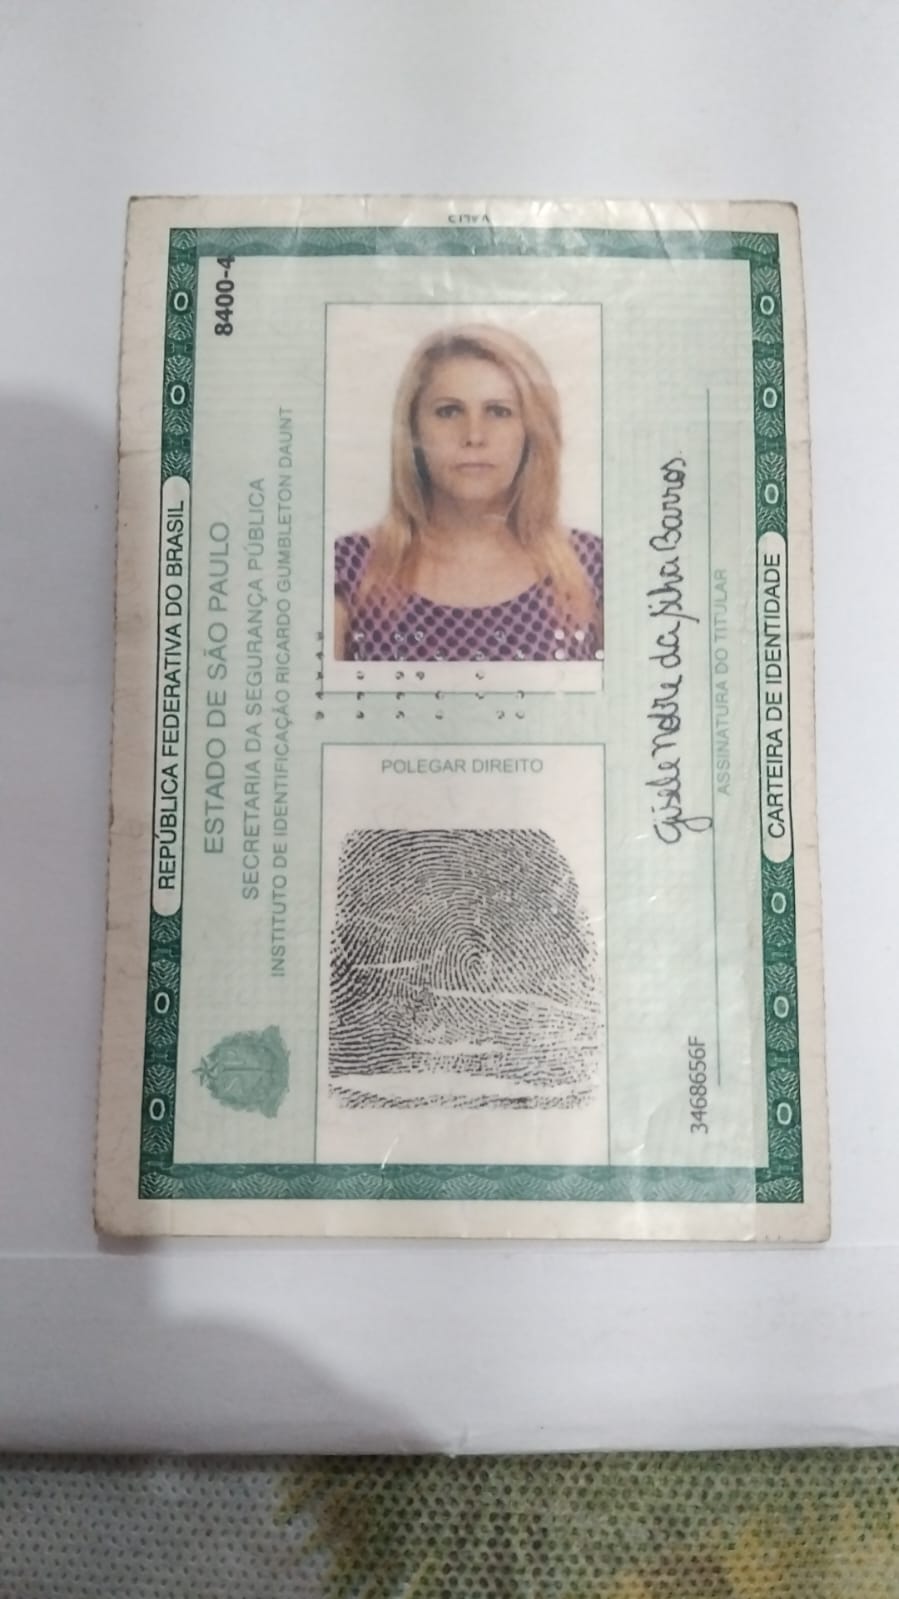 REPÚBLICA FEDERATIVA DO BRASIL
8400-4
ESTADO DE SÃO PAULO
SECRETARIA DA SEGURANÇA PÚBLICA
INSTITUTO DE IDENTIFICAÇÃO RICARDO GUMBLETON DAUNT
POLEGAR DIREITO
Gisele Nobre da Silva Barros
ASSINATURA DO TITULAR
3468656F
CARTEIRA DE IDENTIDADE